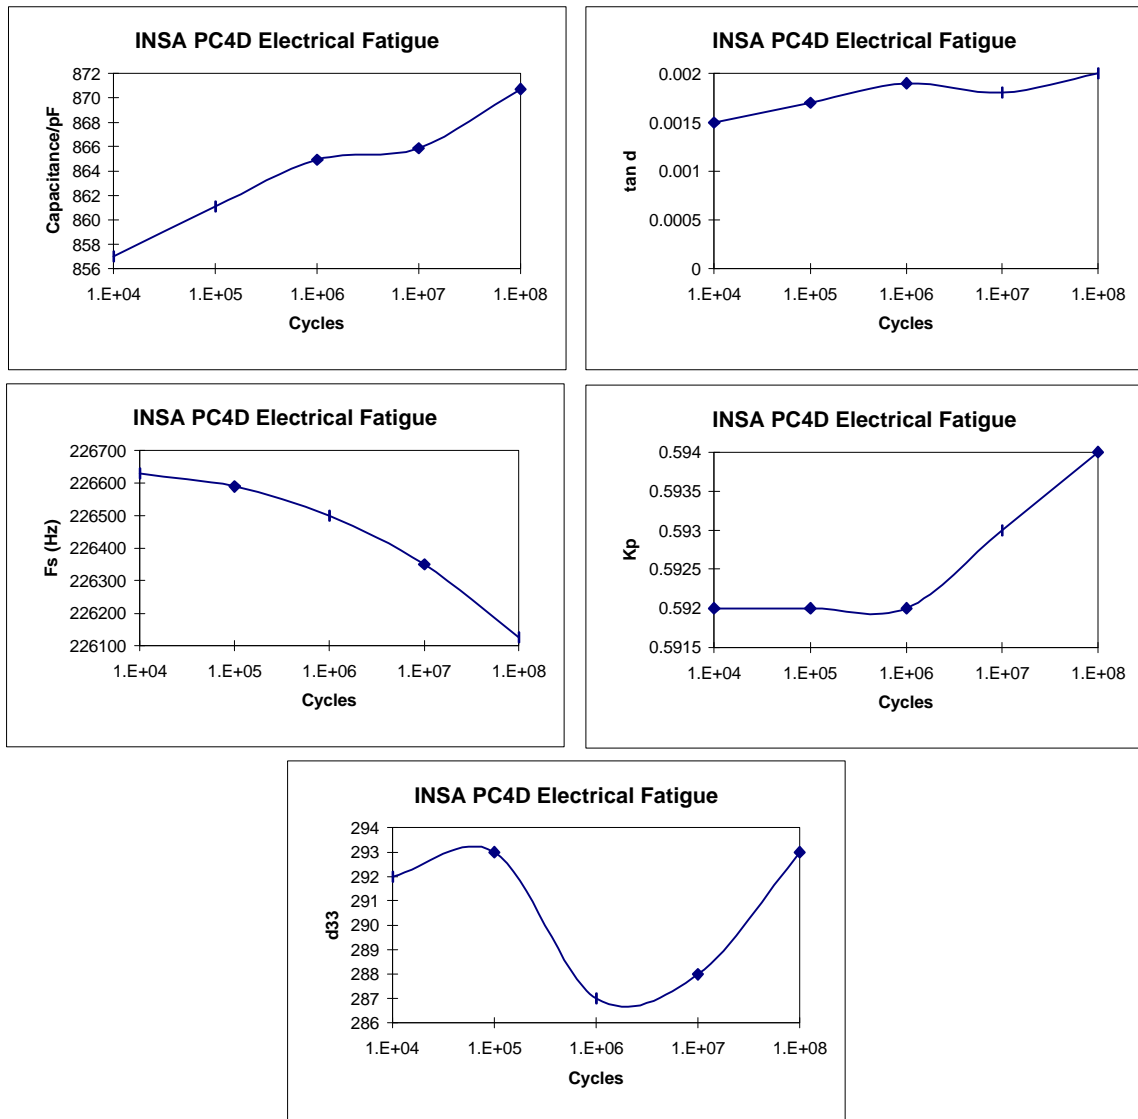 INSA PC4D Electrical Fatigue
Capacitance/pF
872
870
868
866
864
862
860
858
856
1.E+04 1.E+05 1.E+06 1.E+07 1.E+08
Cycles
INSA PC4D Electrical Fatigue
tan d
0.002
0.0015
0.001
0.0005
0
1.E+04 1.E+05 1.E+06 1.E+07 1.E+08
Cycles
INSA PC4D Electrical Fatigue
Fs (Hz)
226700
226600
226500
226400
226300
226200
226100
1.E+04 1.E+05 1.E+06 1.E+07 1.E+08
Cycles
INSA PC4D Electrical Fatigue
Kp
0.594
0.5935
0.593
0.5925
0.592
0.5915
1.E+04 1.E+05 1.E+06 1.E+07 1.E+08
Cycles
INSA PC4D Electrical Fatigue
d33
294
293
292
291
290
289
288
287
286
1.E+04 1.E+05 1.E+06 1.E+07 1.E+08
Cycles